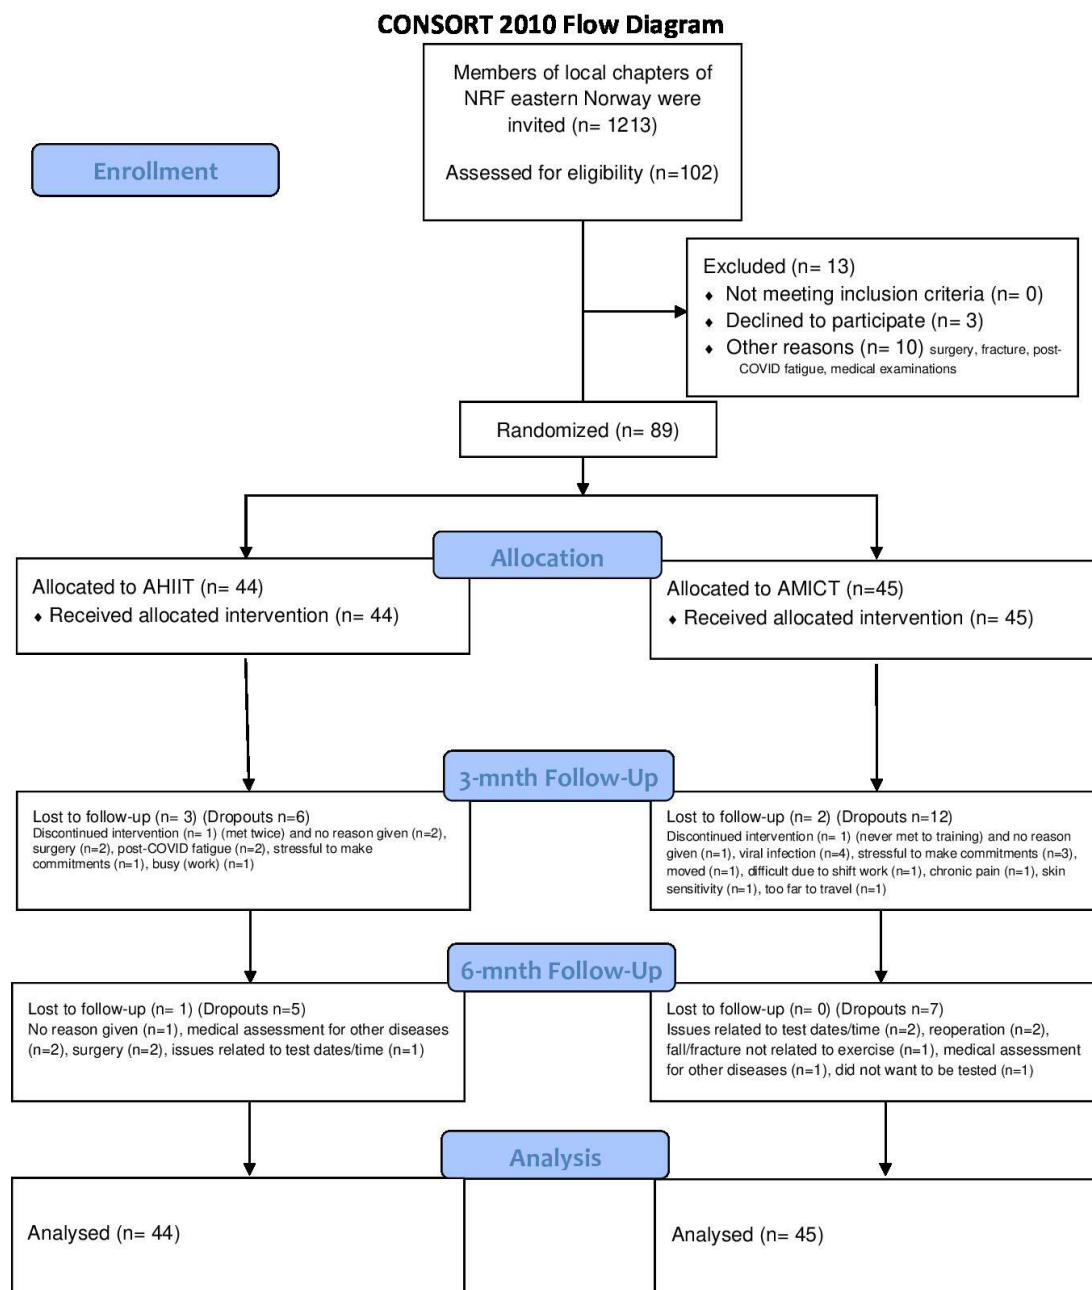 CONSORT 2010 Flow Diagram
Members of local chapters of
NRF eastern Norway were
invited (n= 1213)
Assessed for eligibility (n=102)
Enrollment
Excluded (n= 13)
♦ Not meeting inclusion criteria (n= 0)
♦ Declined to participate (n= 3)
♦ Other reasons (n= 10) surgery, fracture, post-
COVID fatigue, medical examinations
Randomized (n= 89)
Allocation
Allocated to AHIIT (n= 44)
♦ Received allocated intervention (n= 44)
Allocated to AMICT (n=45)
♦ Received allocated intervention (n= 45)
3-mnth Follow-Up
Lost to follow-up (n= 3) (Dropouts n=6)
Discontinued intervention (n= 1) (met twice) and no reason given (n=2),
surgery (n=2), post-COVID fatigue (n=2), stressful to make
commitments (n=1), busy (work) (n=1)
Lost to follow-up (n= 2) (Dropouts n=12)
Discontinued intervention (n= 1) (never met to training) and no reason
given (n=1), viral infection (n=4), stressful to make commitments (n=3),
moved (n=1), difficult due to shift work (n=1), chronic pain (n=1), skin
sensitivity (n=1), too far to travel (n=1)
6-mnth Follow-Up
Lost to follow-up (n= 1) (Dropouts n=5)
No reason given (n=1), medical assessment for other diseases
(n=2), surgery (n=2), issues related to test dates/time (n=1)
Lost to follow-up (n= 0) (Dropouts n=7)
Issues related to test dates/time (n=2), reoperation (n=2),
fall/fracture not related to exercise (n=1), medical assessment
for other diseases (n=1), did not want to be tested (n=1)
Analysis
Analysed (n= 44)
Analysed (n= 45)